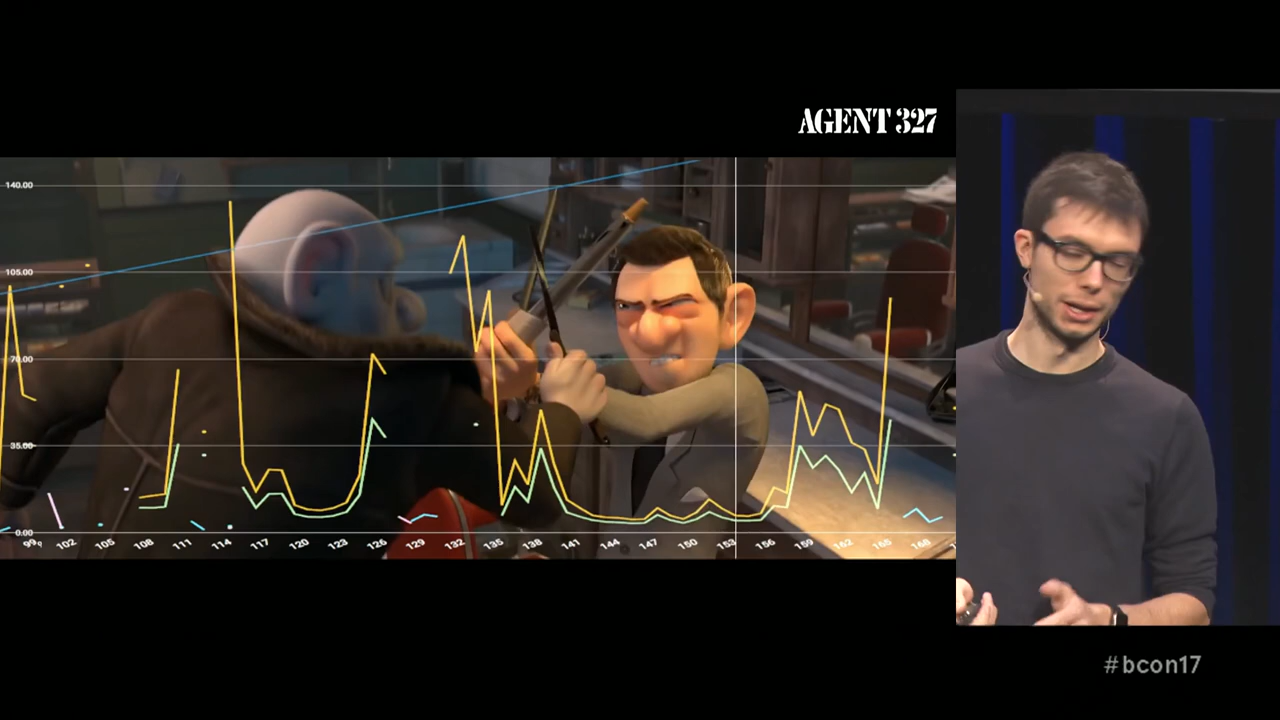 AGENT 327
140.00
105.00
70.00
35.00
0.00
99 102 105 108 111 114 117 120 123 126 129 132 135 138 141 144 147 150 153 156 159 162 165 168
#bcon17